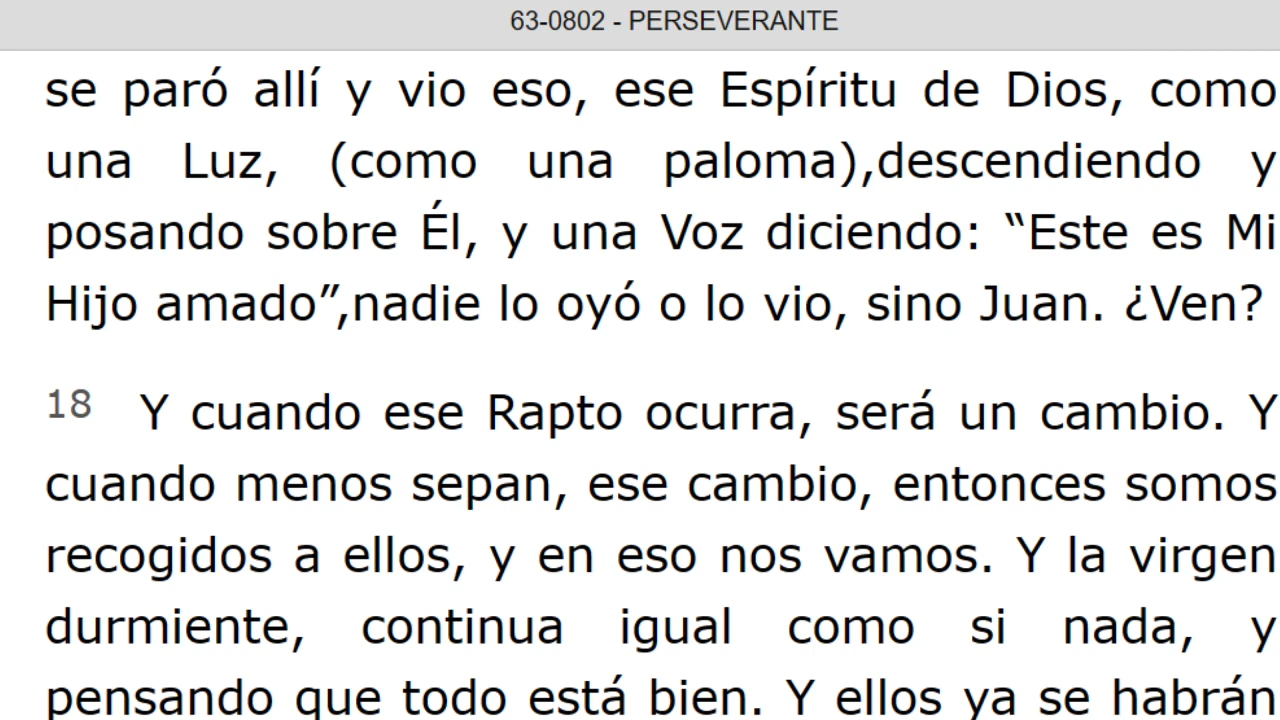 63-0802 - PERSEVERANTE
se paró allí y vio eso, ese Espíritu de Dios, como
una Luz, (como una paloma),descendiendo y
posando sobre Él, y una Voz diciendo: “Este es Mi
Hijo amado”,nadie lo oyó o lo vio, sino Juan. ¿Ven?
18 Y cuando ese Rapto ocurra, será un cambio. Y
cuando menos sepan, ese cambio, entonces somos
recogidos a ellos, y en eso nos vamos. Y la virgen
durmiente, continua igual como si nada, y
pensando que todo está bien. Y ellos ya se habrán